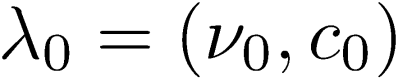 λ₀ = (ν₀, c₀)